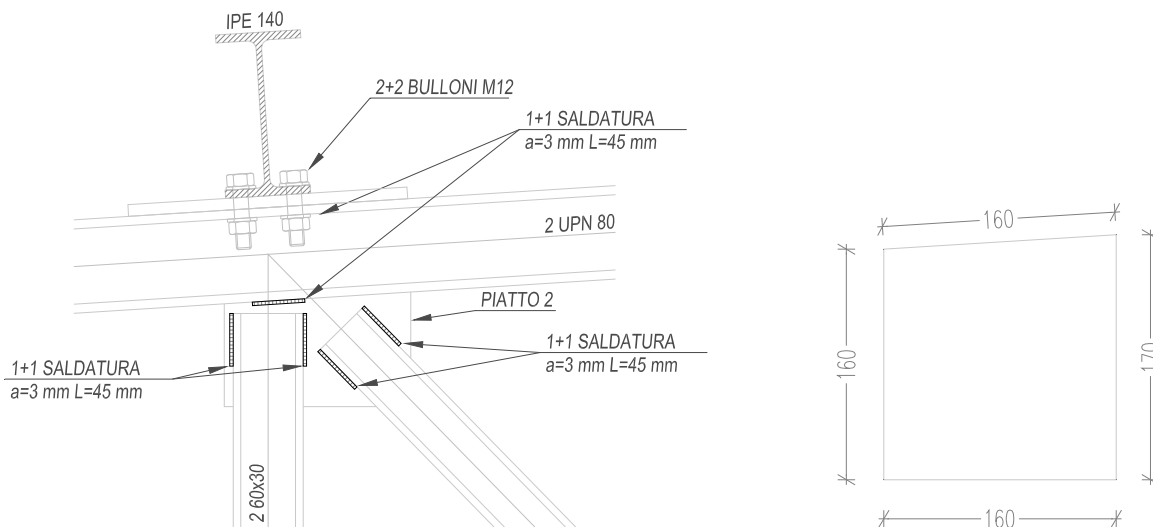 IPE 140
2+2 BULLONI M12
1+1 SALDATURA
a=3 mm L=45 mm
2 UPN 80
PIATTO 2
1+1 SALDATURA
a=3 mm L=45 mm
1+1 SALDATURA
a=3 mm L=45 mm
2 60x30
160
160
170
160